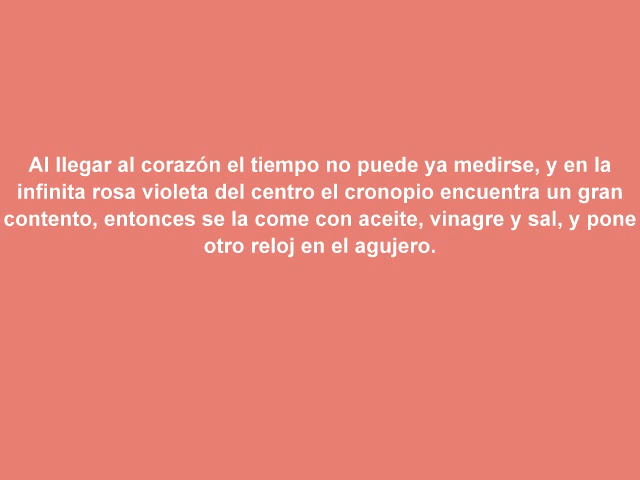 Al llegar al corazón el tiempo no puede ya medirse, y en la
infinita rosa violeta del centro el cronopio encuentra un gran
contento, entonces se la come con aceite, vinagre y sal, y pone
otro reloj en el agujero.